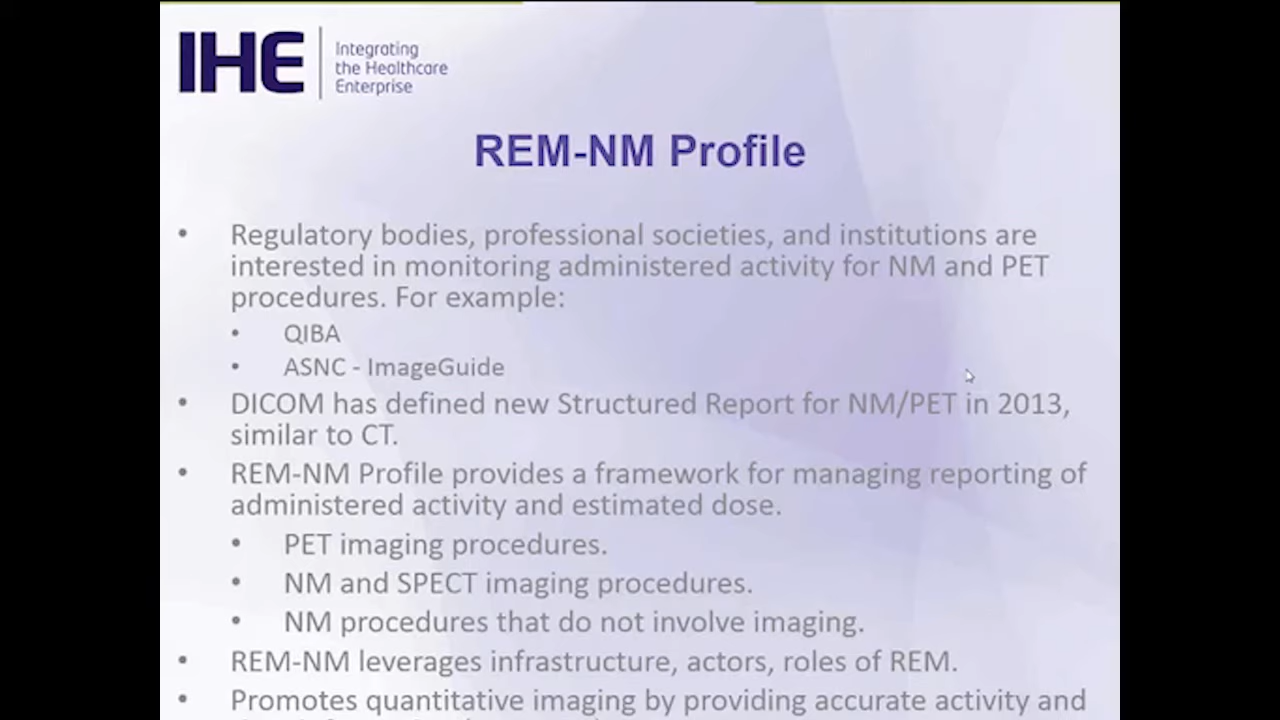 IHE
Integrating
the Healthcare
Enterprise
REM-NM Profile
• Regulatory bodies, professional societies, and institutions are
interested in monitoring administered activity for NM and PET
procedures. For example:
• QIBA
• ASNC - ImageGuide
• DICOM has defined new Structured Report for NM/PET in 2013,
similar to CT.
• REM-NM Profile provides a framework for managing reporting of
administered activity and estimated dose.
• PET imaging procedures.
• NM and SPECT imaging procedures.
• NM procedures that do not involve imaging.
• REM-NM leverages infrastructure, actors, roles of REM.
• Promotes quantitative imaging by providing accurate activity and